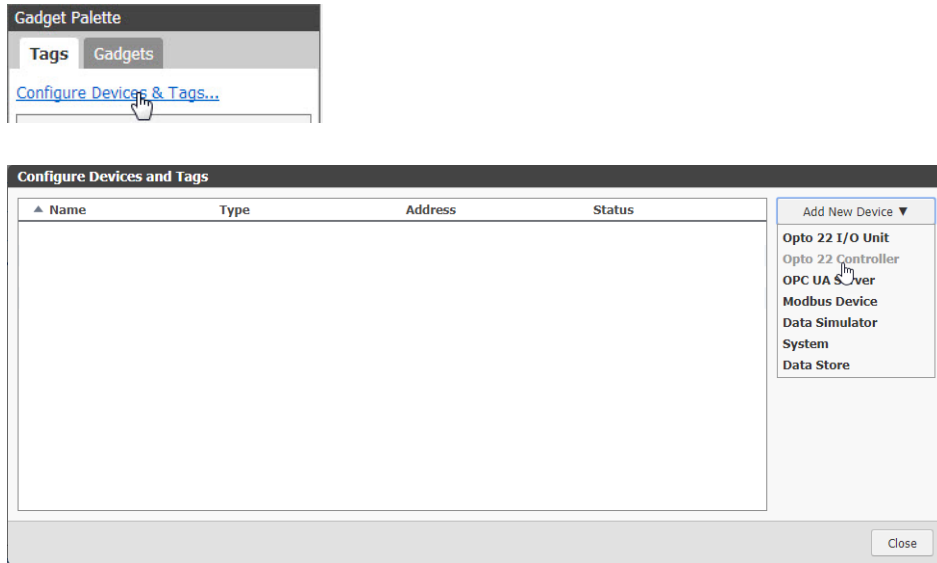 Gadget Palette
Tags Gadgets
Configure Devices & Tags...
Configure Devices and Tags
▲ Name Type Address Status Add New Device ▼
Opto 22 I/O Unit
Opto 22 Controller
OPC UA Server
Modbus Device
Data Simulator
System
Data Store
Close